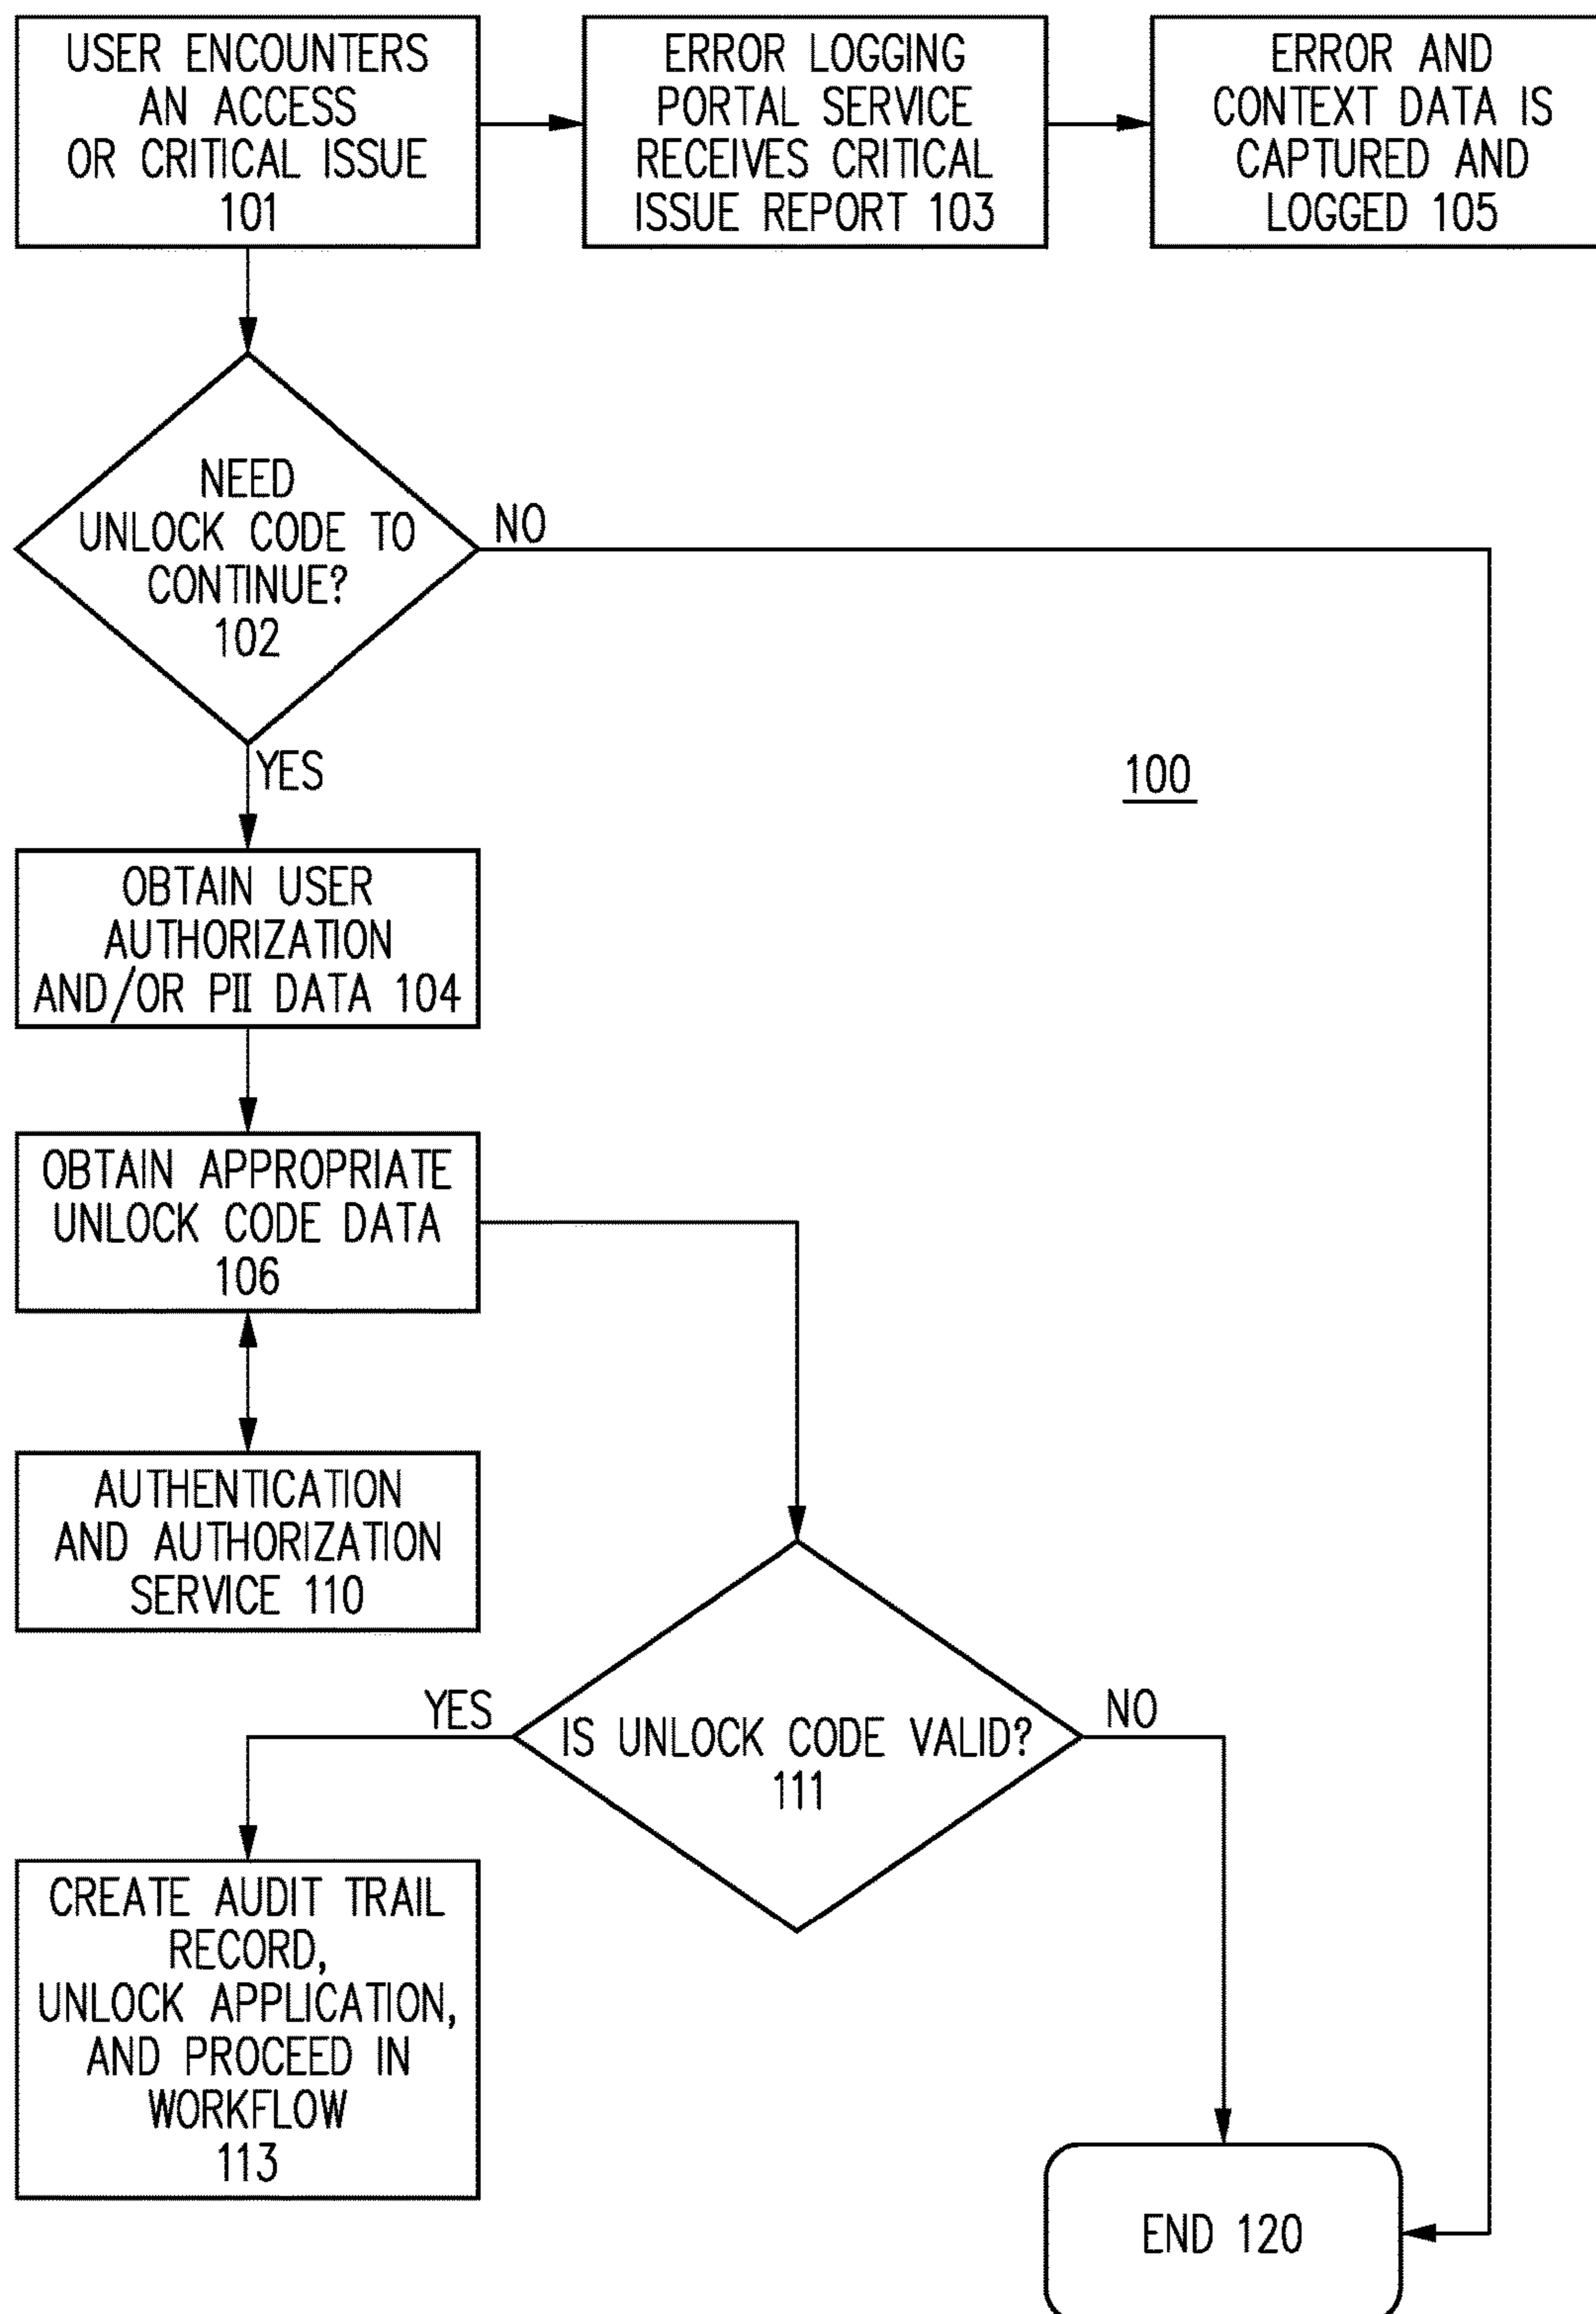 USER ENCOUNTERS
AN ACCESS
OR CRITICAL ISSUE
101
ERROR LOGGING
PORTAL SERVICE
RECEIVES CRITICAL
ISSUE REPORT 103
ERROR AND
CONTEXT DATA IS
CAPTURED AND
LOGGED 105
NEED
UNLOCK CODE TO
CONTINUE?
102
NO
YES
100
OBTAIN USER
AUTHORIZATION
AND/OR PII DATA 104
OBTAIN APPROPRIATE
UNLOCK CODE DATA
106
AUTHENTICATION
AND AUTHORIZATION
SERVICE 110
YES
IS UNLOCK CODE VALID?
111
NO
CREATE AUDIT TRAIL
RECORD,
UNLOCK APPLICATION,
AND PROCEED IN
WORKFLOW
113
END 120